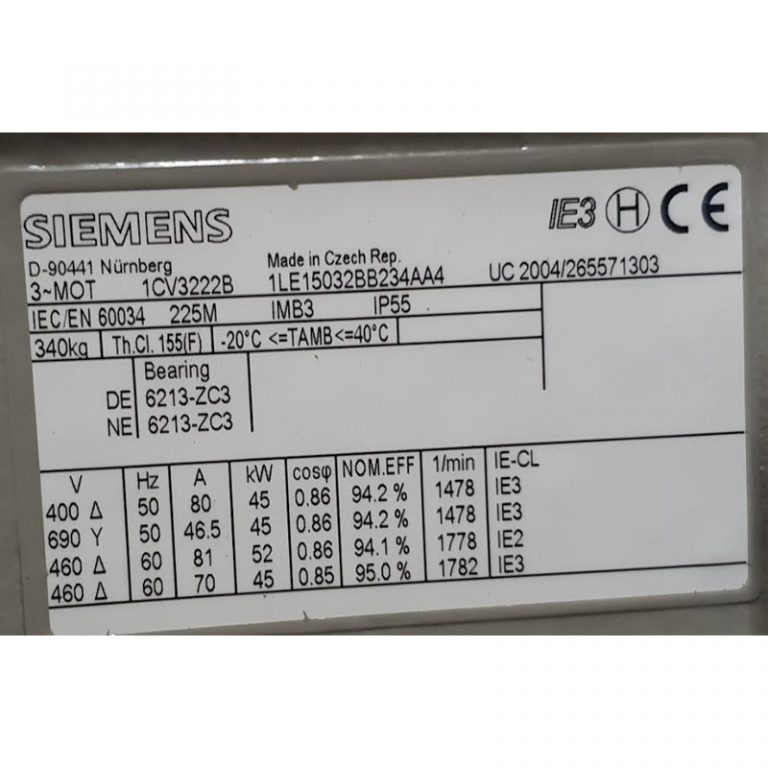 SIEMENS IE3 H CE
D-90441 Nürnberg Made in Czech Rep.
3~MOT 1CV3222B 1LE15032BB234AA4 UC 2004/265571303
IEC/EN 60034 225M IMB3 IP55
340kg Th.Cl. 155(F) -20°C <=TAMB<=40°C
Bearing
DE 6213-ZC3
NE 6213-ZC3
V Hz A kW cosφ NOM.EFF 1/min IE-CL
400 Δ 50 80 45 0.86 94.2 % 1478 IE3
690 Y 50 46.5 45 0.86 94.2 % 1478 IE3
460 Δ 60 81 52 0.86 94.1 % 1778 IE2
460 Δ 60 70 45 0.85 95.0 % 1782 IE3